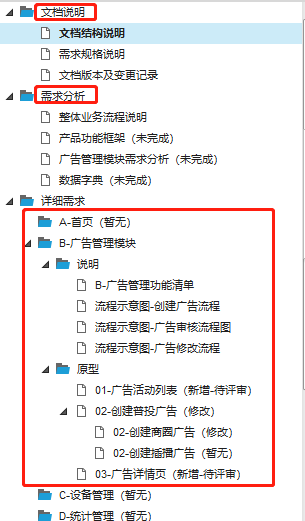 文档说明
文档结构说明
需求规格说明
文档版本及变更记录
需求分析
整体业务流程说明
产品功能框架（未完成）
广告管理模块需求分析（未完成）
数据字典（未完成）
详细需求
A-首页（暂无）
B-广告管理模块
说明
B-广告管理功能清单
流程示意图-创建广告流程
流程示意图-广告审核流程图
流程示意图-广告修改流程
原型
01-广告活动列表（新增-待评审）
02-创建普投广告（修改）
02-创建商圈广告（修改）
02-创建插播广告（暂无）
03-广告详情页（新增-待评审）
C-设备管理（暂无）
D-统计管理（暂无）